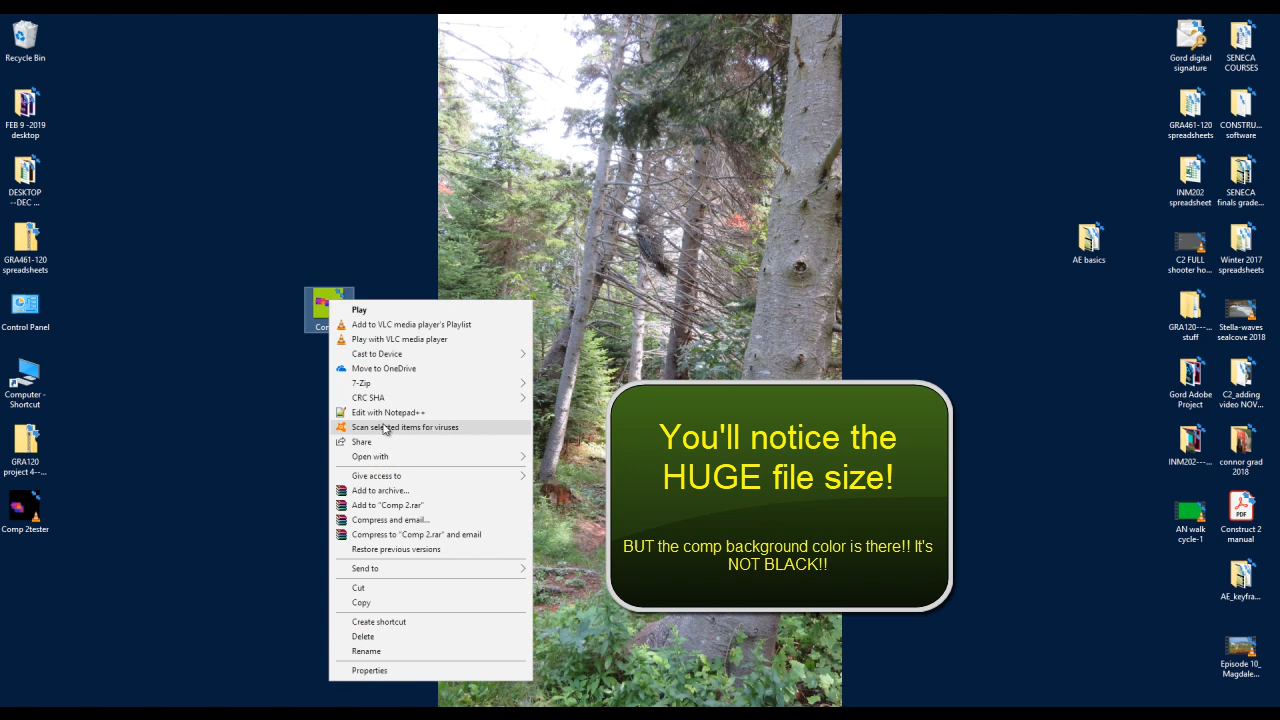 Recycle Bin
FEB 9 -2019
desktop
DESKTOP
--DEC ...
GRA461-120
spreadsheets
Control Panel
Computer -
Shortcut
GRA120
project 4--...
Comp 2tester
Play
Add to VLC media player's Playlist
Play with VLC media player
Cast to Device
Move to OneDrive
7-Zip
CRC SHA
Edit with Notepad++
Scan selected items for viruses
Share
Open with
Give access to
Add to archive...
Add to "Comp 2.rar"
Compress and email...
Compress to "Comp 2.rar" and email
Restore previous versions
Send to
Cut
Copy
Create shortcut
Delete
Rename
Properties
You'll notice the
HUGE file size!
BUT the comp background color is there!! It's
NOT BLACK!!
AE basics
Gord digital
signature
GRA461-120
spreadsheets
INM202
spreadsheet
C2 FULL
shooter ho...
GRA120---...
stuff
Gord Adobe
Project
INM202---...
AN walk
cycle-1
SENECA
COURSES
CONSTRU...
software
SENECA
finals grade...
Winter 2017
spreadsheets
Stella-waves
sealcove 2018
C2_adding
video NOV...
connor grad
2018
PDF
Construct 2
manual
AE_keyfra...
Episode 10_
Magdale...